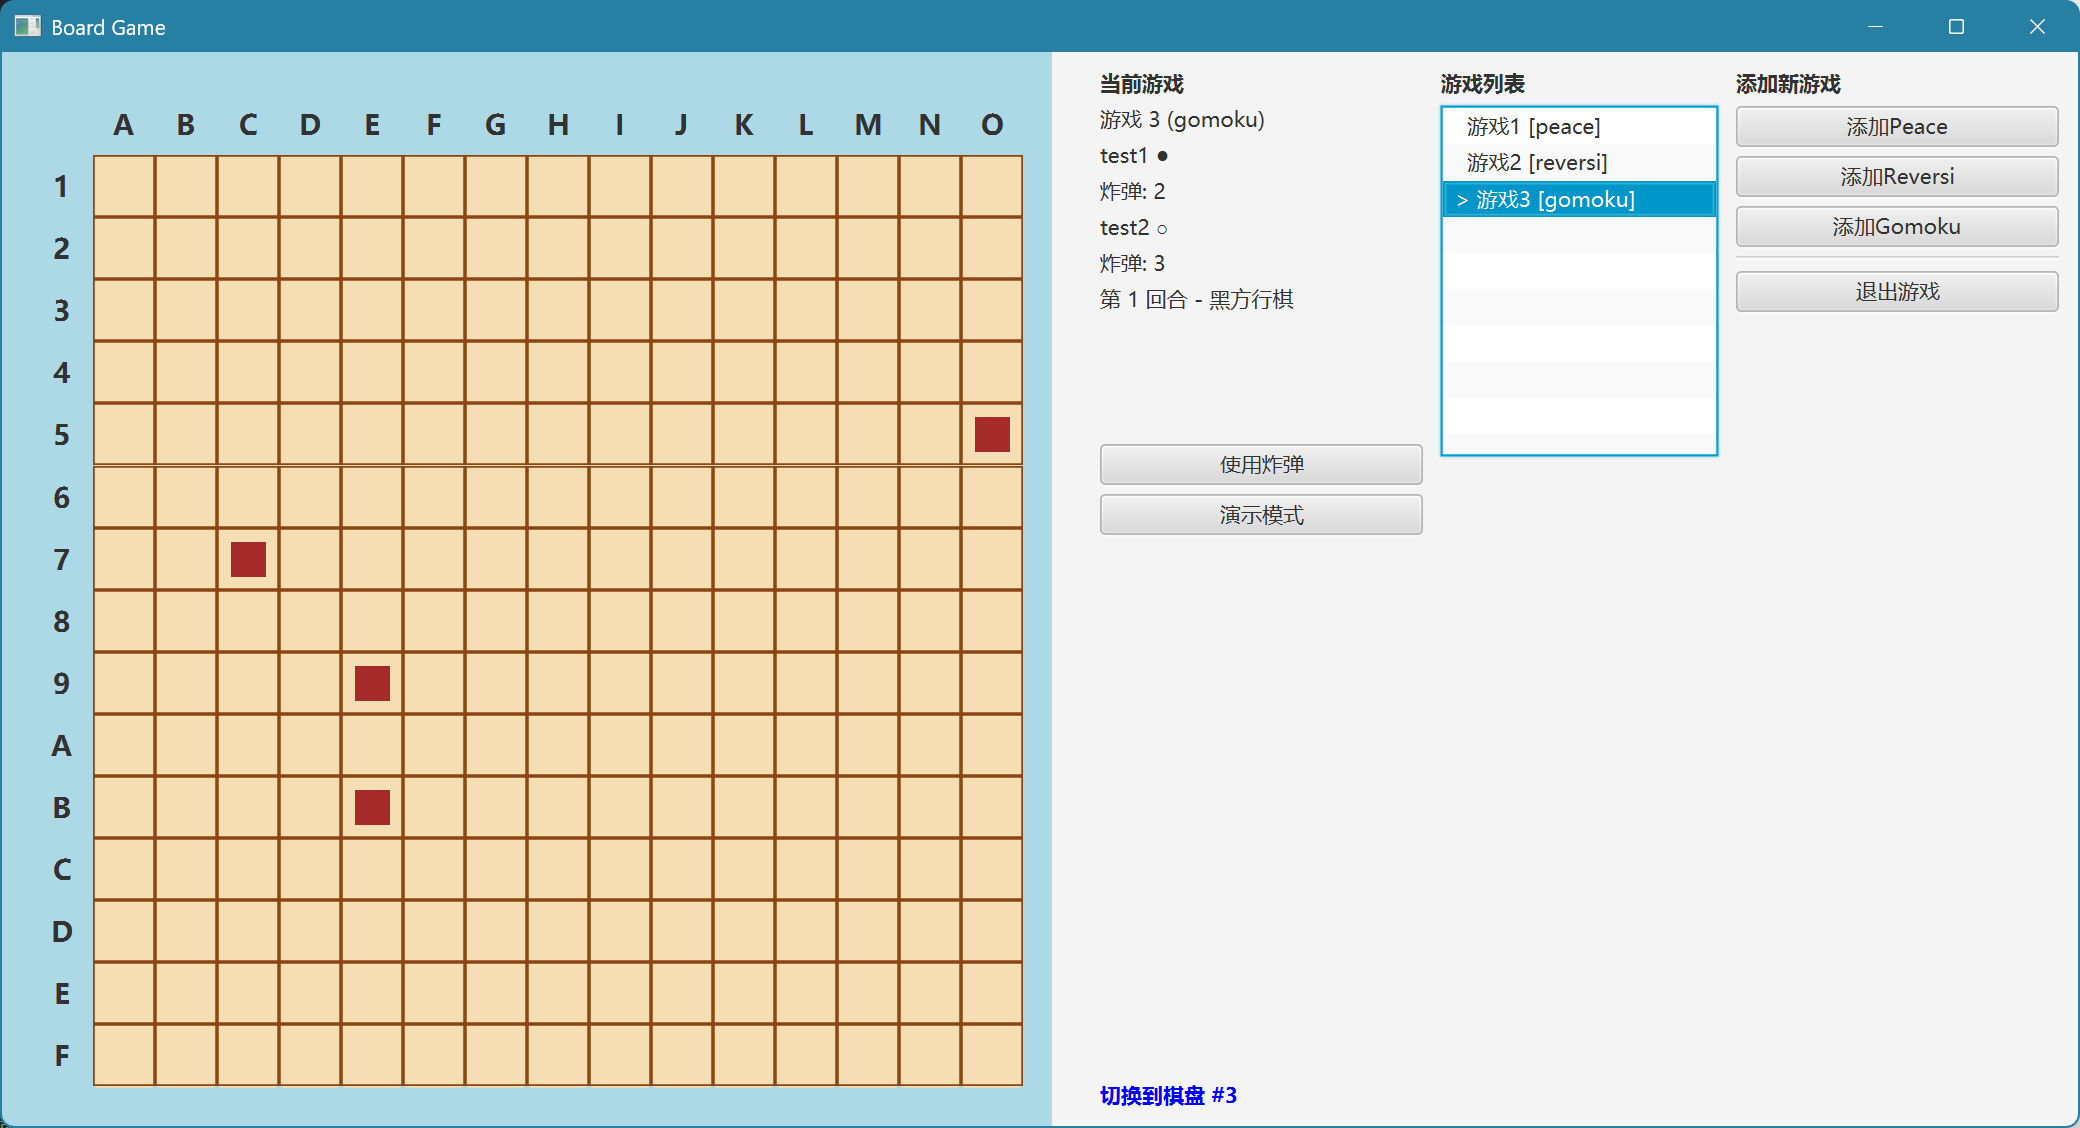 Board Game
A B C D E F G H I J K L M N O
1
2
3
4
5
6
7
8
9
A
B
C
D
E
F
当前游戏
游戏 3 (gomoku)
test1 ●
炸弹: 2
test2 ○
炸弹: 3
第 1 回合 - 黑方行棋
使用炸弹
演示模式
切换到棋盘 #3
游戏列表
游戏1 [peace]
游戏2 [reversi]
> 游戏3 [gomoku]
添加新游戏
添加Peace
添加Reversi
添加Gomoku
退出游戏